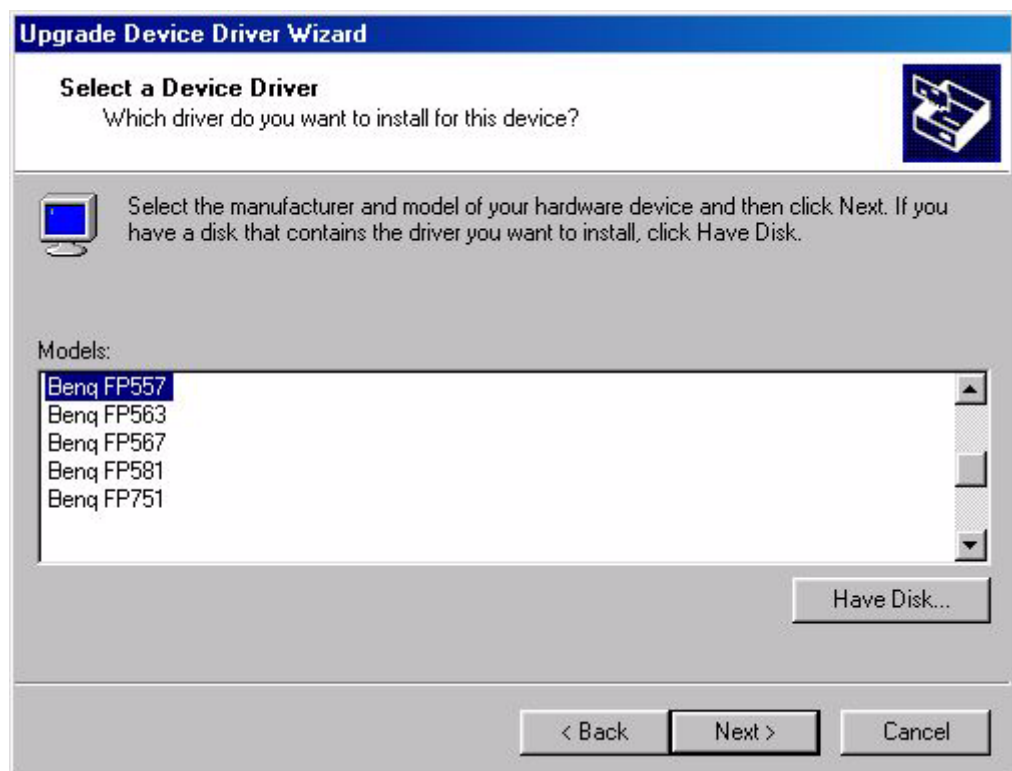 Upgrade Device Driver Wizard
Select a Device Driver
Which driver do you want to install for this device?
Select the manufacturer and model of your hardware device and then click Next. If you
have a disk that contains the driver you want to install, click Have Disk.
Models:
Benq FP557
Benq FP563
Benq FP567
Benq FP581
Benq FP751
Have Disk...
< Back
Next >
Cancel